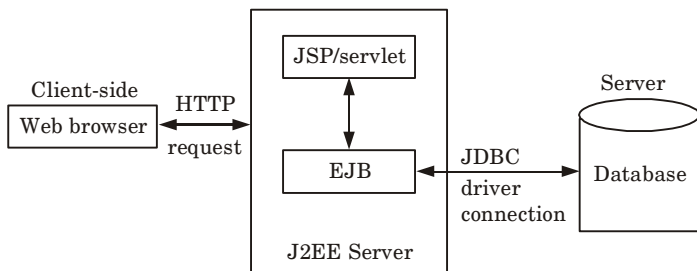 Client-side
Web browser
HTTP
request
JSP/servlet
EJB
J2EE Server
JDBC
driver
connection
Server
Database